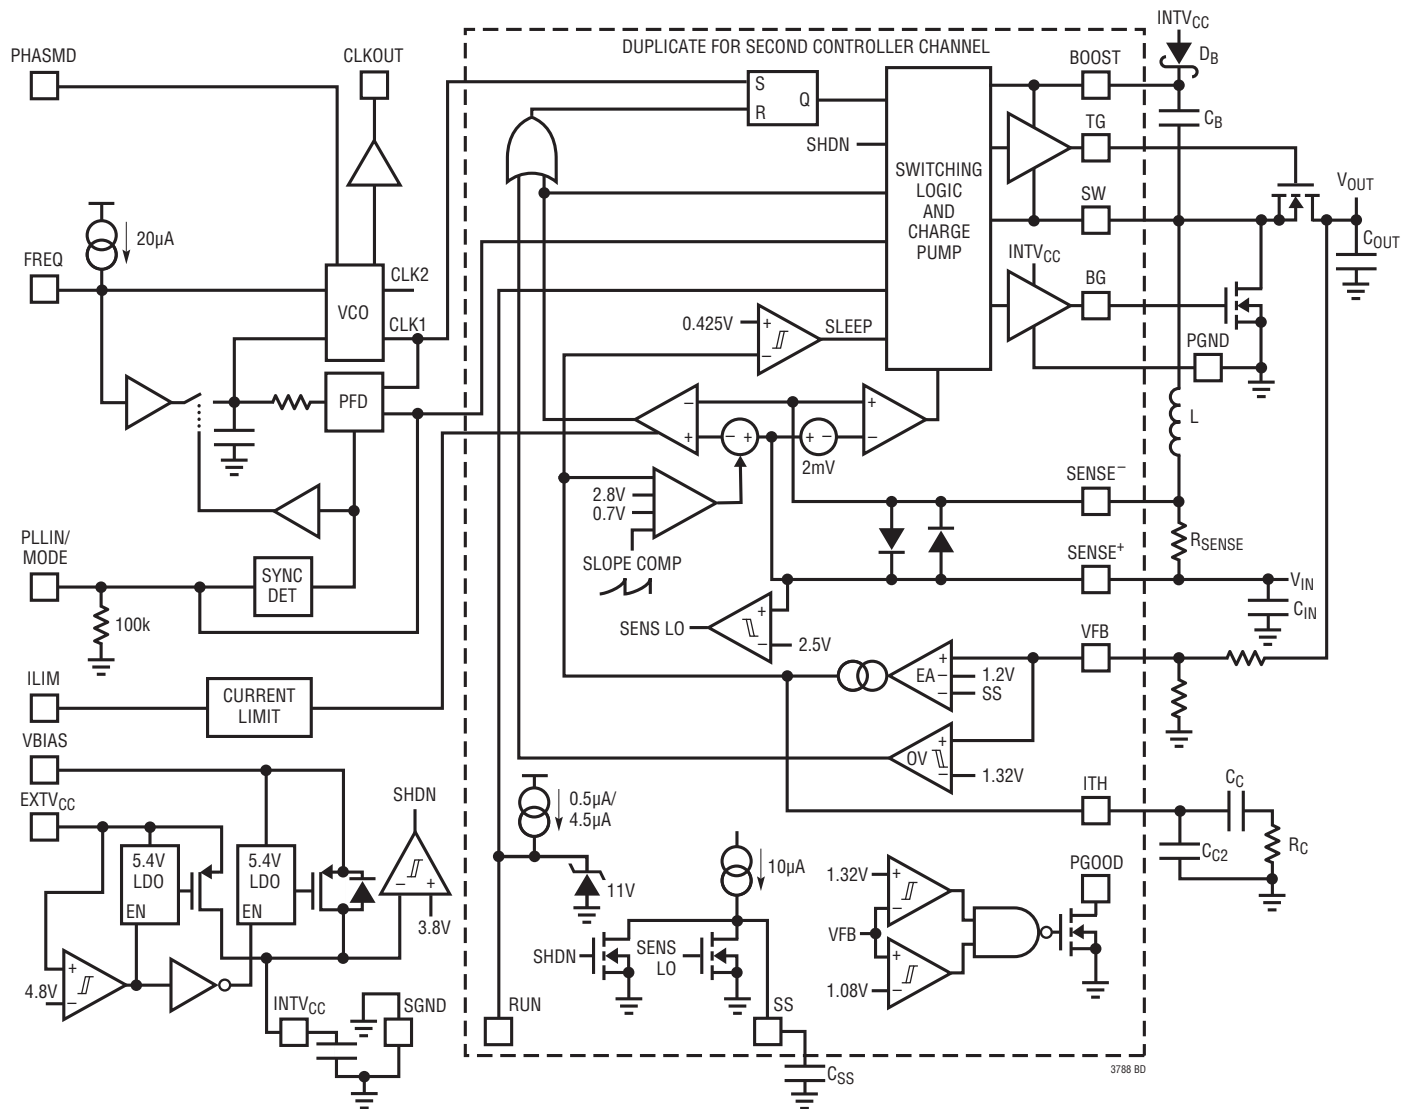 INTVCC
DUPLICATE FOR SECOND CONTROLLER CHANNEL
PHASMD
CLKOUT
BOOST
DB
S
Q
R
CB
TG
SHDN
SWITCHING
LOGIC
AND
CHARGE
PUMP
VOUT
SW
20µA
COUT
FREQ
CLK2
INTVCC
BG
VCO
CLK1
0.425V
+
SLEEP
−
PGND
PFD
−
+
+
− +
+ −
−
2mV
L
2.8V
0.7V
SENSE−
PLLIN/
MODE
SLOPE COMP
RSENSE
SENSE+
SYNC
DET
VIN
CIN
100k
+
SENS LO
−
2.5V
VFB
+
EA
−
1.2V
−
SS
ILIM
CURRENT
LIMIT
VBIAS
+
OV
−
1.32V
EXTVCC
SHDN
0.5µA/
4.5µA
ITH
CC
5.4V
LDO
EN
5.4V
LDO
EN
−
+
3.8V
11V
10µA
1.32V
+
−
PGOOD
CC2
RC
SHDN
SENS
LO
VFB
+
4.8V
−
+
1.08V
−
INTVCC
SGND
RUN
SS
CSS
3788 BD